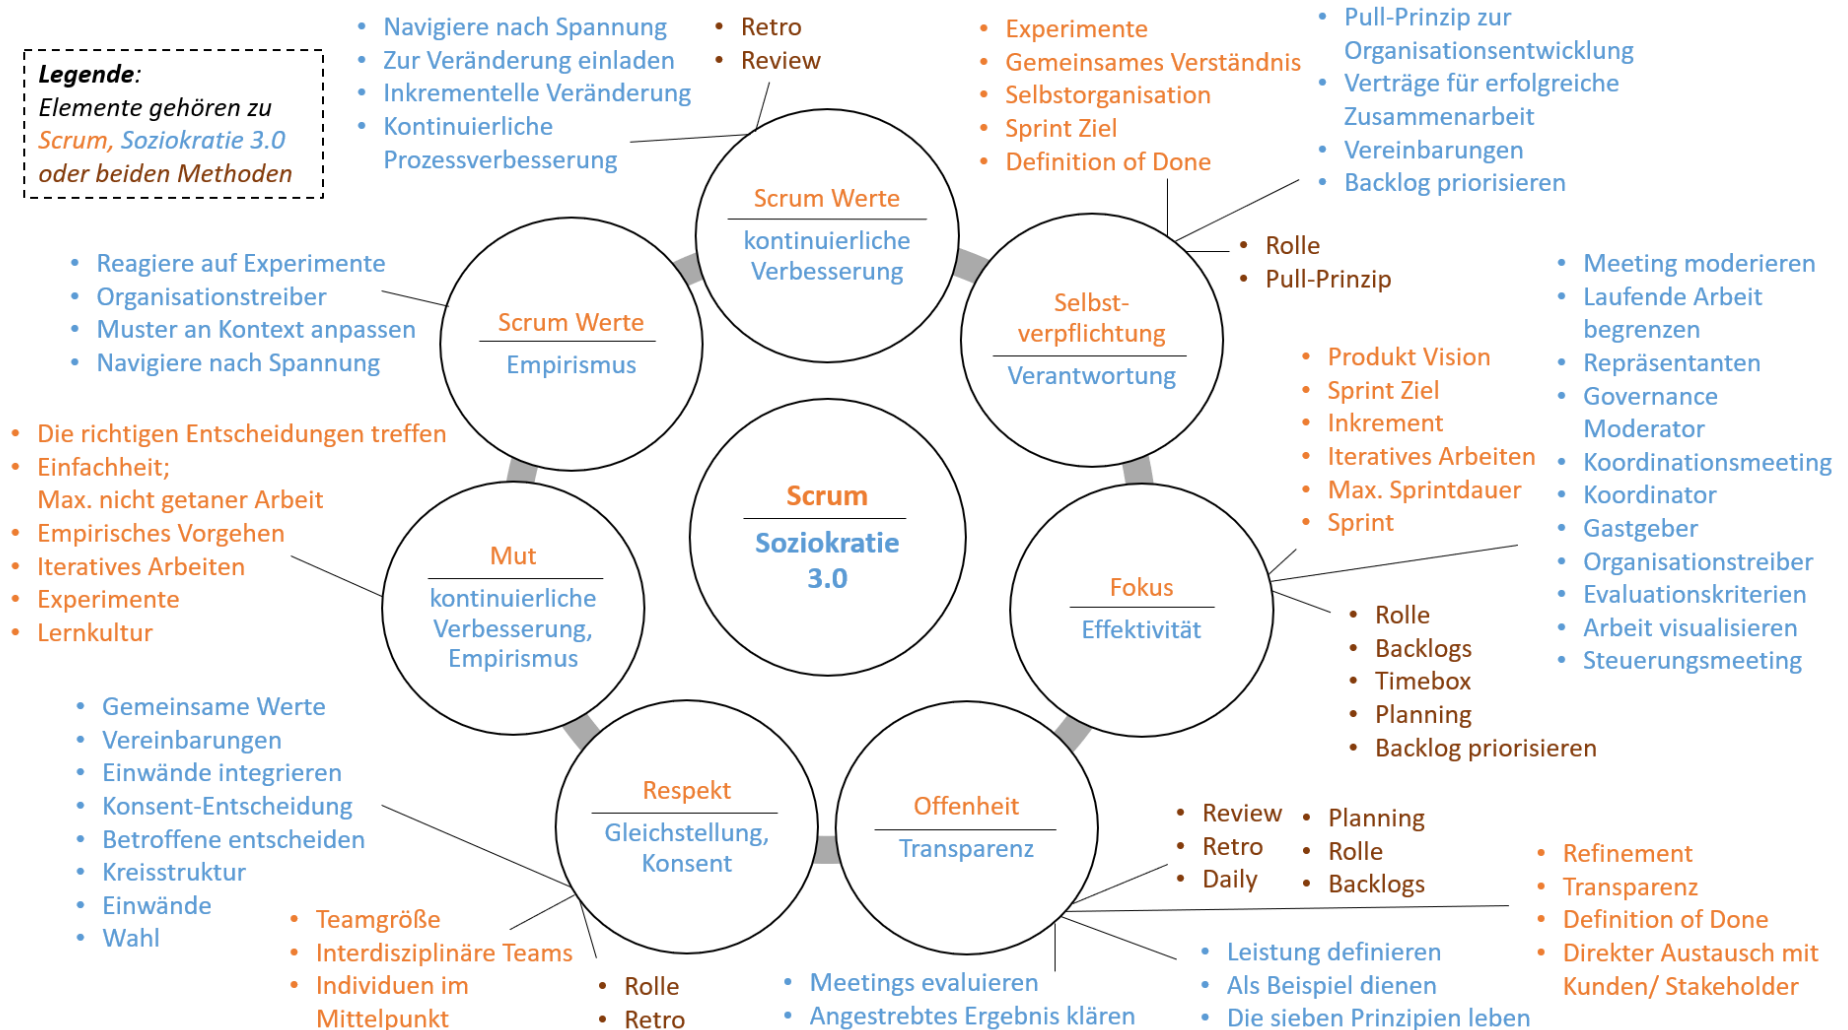 Legende:
Elemente gehören zu
Scrum, Soziokratie 3.0
oder beiden Methoden
• Navigiere nach Spannung
• Zur Veränderung einladen
• Inkrementelle Veränderung
• Kontinuierliche
Prozessverbesserung
• Retro
• Review
• Experimente
• Gemeinsames Verständnis
• Selbstorganisation
• Sprint Ziel
• Definition of Done
• Pull-Prinzip zur
Organisationsentwicklung
• Verträge für erfolgreiche
Zusammenarbeit
• Vereinbarungen
• Backlog priorisieren
Scrum Werte
kontinuierliche
Verbesserung
• Rolle
• Pull-Prinzip
• Reagiere auf Experimente
• Organisationstreiber
• Muster an Kontext anpassen
• Navigiere nach Spannung
Scrum Werte
Empirismus
Selbst-
verpflichtung
Verantwortung
• Meeting moderieren
• Laufende Arbeit
begrenzen
• Repräsentanten
• Governance
Moderator
• Koordinationsmeeting
• Koordinator
• Gastgeber
• Organisationstreiber
• Evaluationskriterien
• Arbeit visualisieren
• Steuerungsmeeting
• Produkt Vision
• Sprint Ziel
• Inkrement
• Iteratives Arbeiten
• Max. Sprintdauer
• Sprint
• Die richtigen Entscheidungen treffen
• Einfachheit;
Max. nicht getaner Arbeit
• Empirisches Vorgehen
• Iteratives Arbeiten
• Experimente
• Lernkultur
Mut
kontinuierliche
Verbesserung,
Empirismus
Scrum
Soziokratie
3.0
Fokus
Effektivität
• Rolle
• Backlogs
• Timebox
• Planning
• Backlog priorisieren
• Gemeinsame Werte
• Vereinbarungen
• Einwände integrieren
• Konsent-Entscheidung
• Betroffene entscheiden
• Kreisstruktur
• Einwände
• Wahl
Respekt
Gleichstellung,
Konsent
Offenheit
Transparenz
• Review
• Retro
• Daily
• Planning
• Rolle
• Backlogs
• Refinement
• Transparenz
• Definition of Done
• Direkter Austausch mit
Kunden/ Stakeholder
• Teamgröße
• Interdisziplinäre Teams
• Individuen im
Mittelpunkt
• Rolle
• Retro
• Meetings evaluieren
• Angestrebtes Ergebnis klären
• Leistung definieren
• Als Beispiel dienen
• Die sieben Prinzipien leben